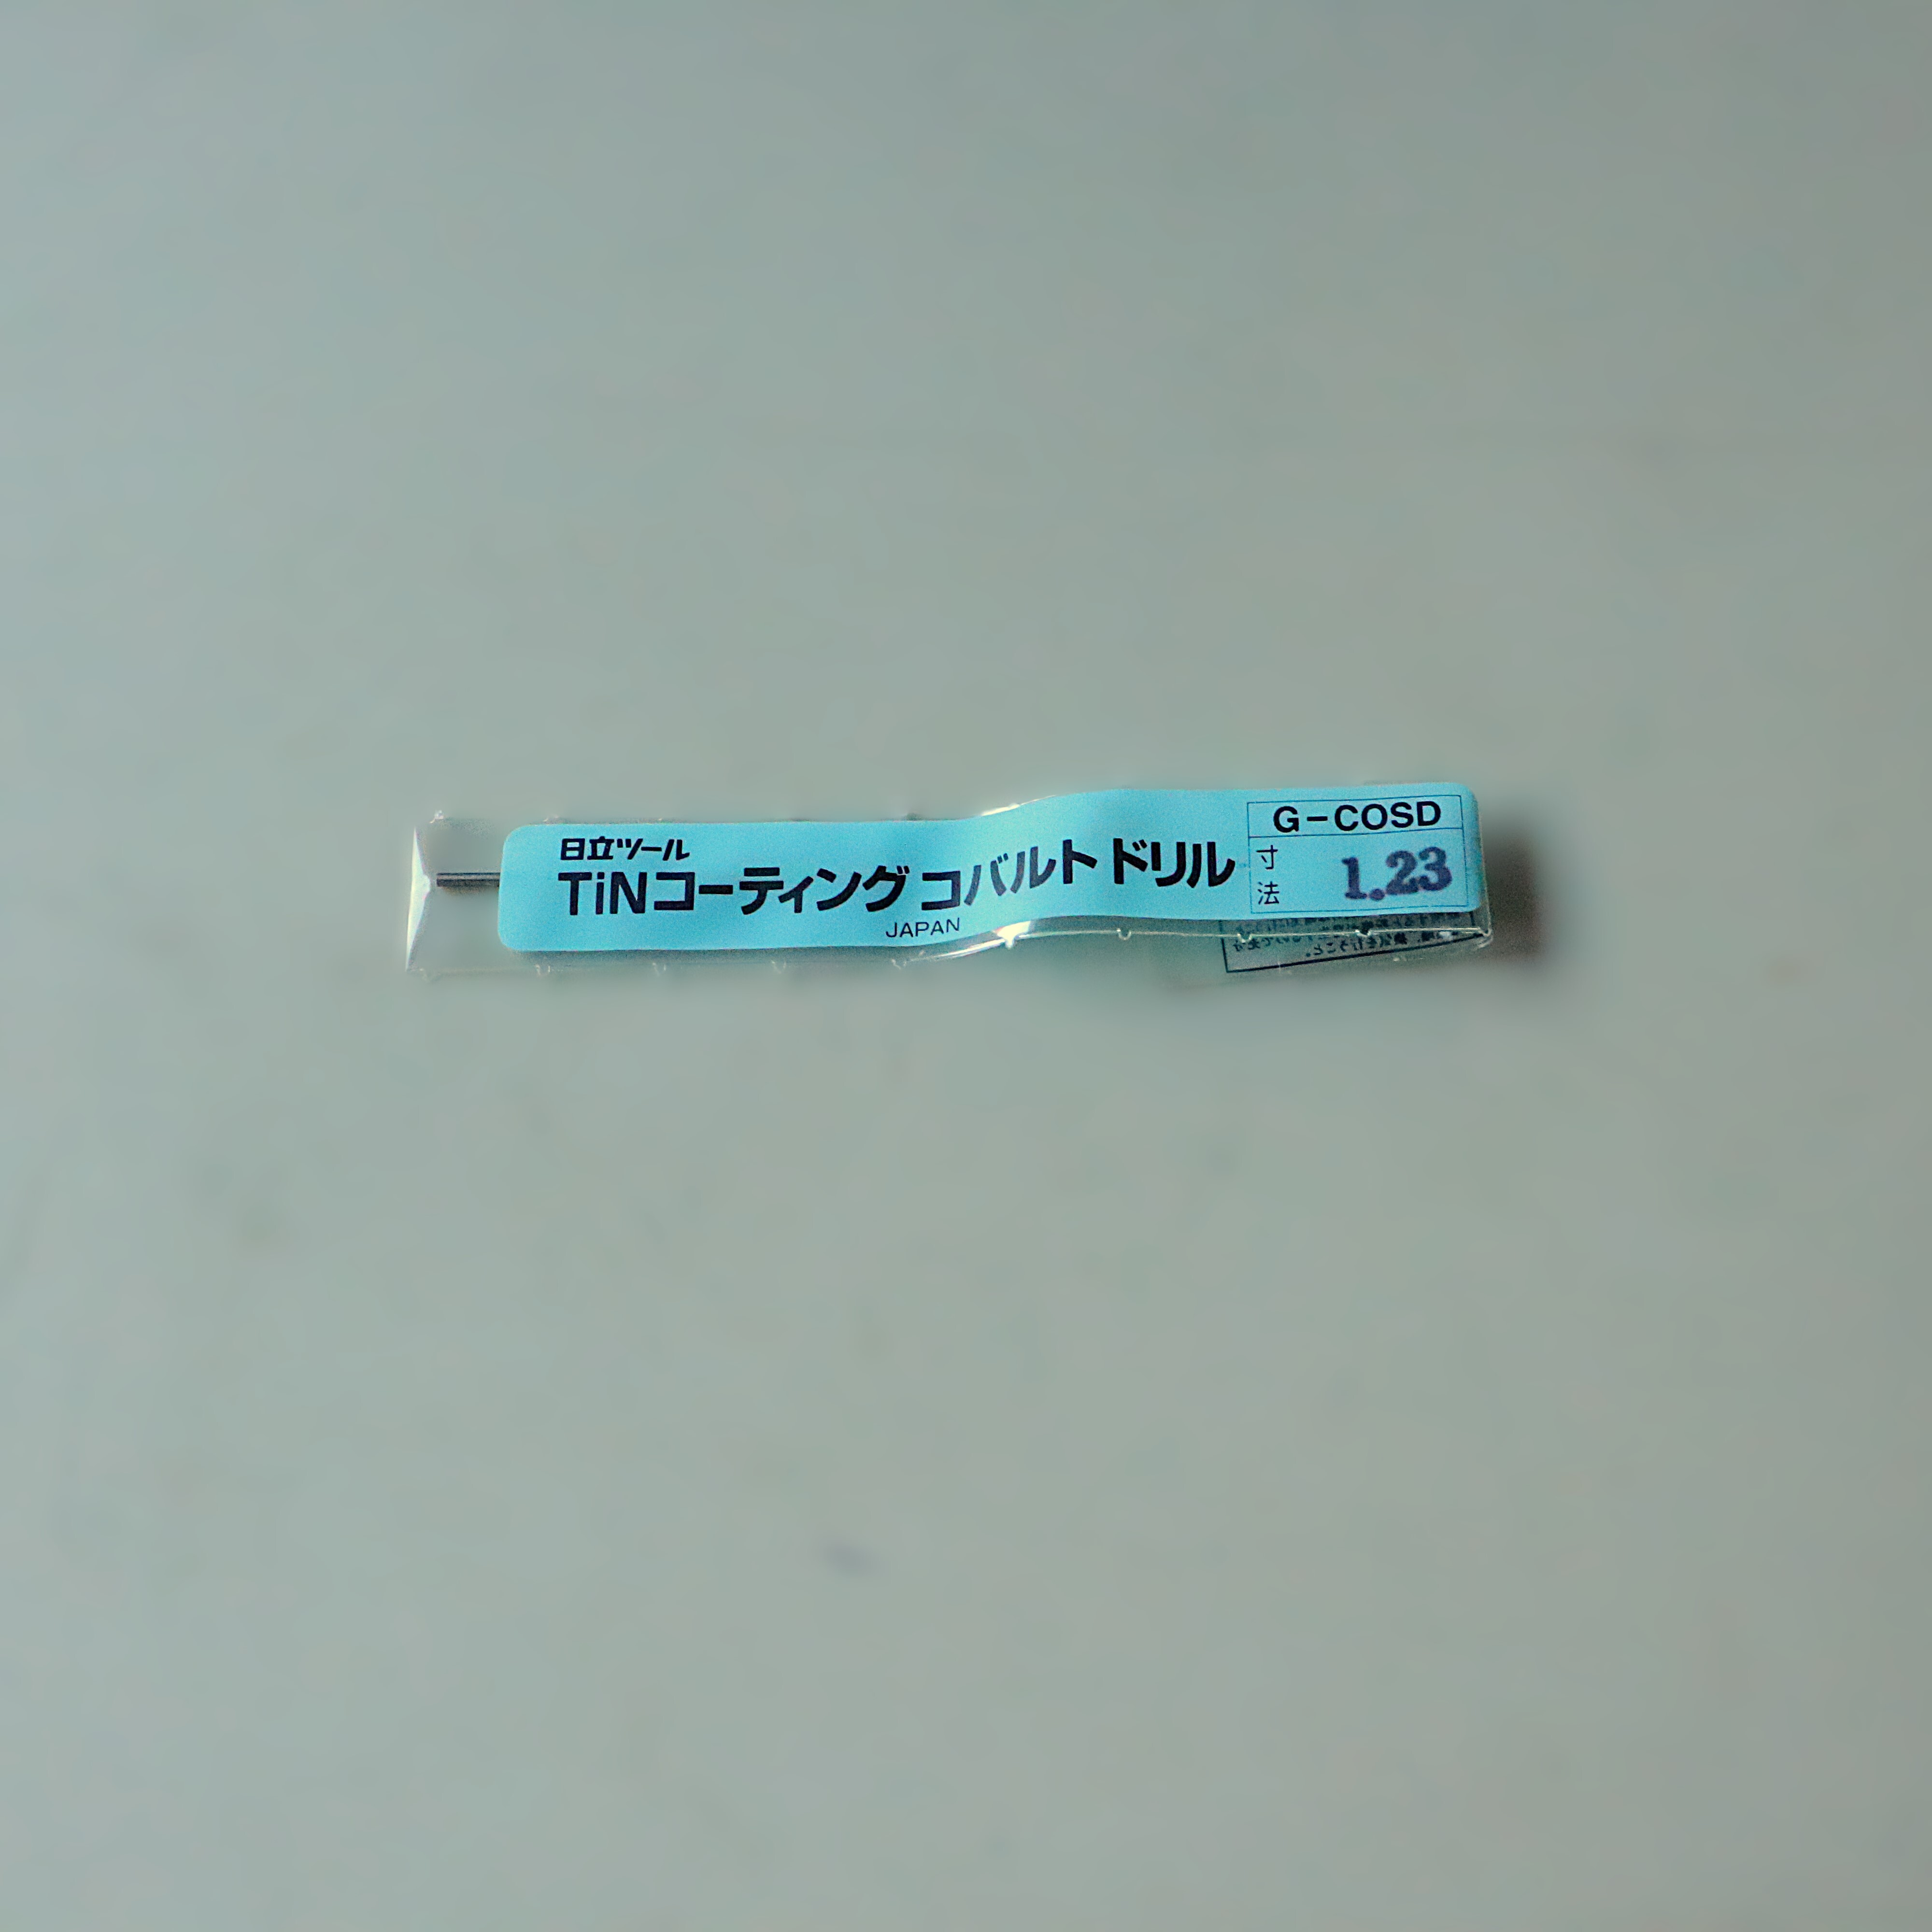 日立ツール
TiNコーティング コバルト ドリル
JAPAN
G-COSD
寸法
1.23